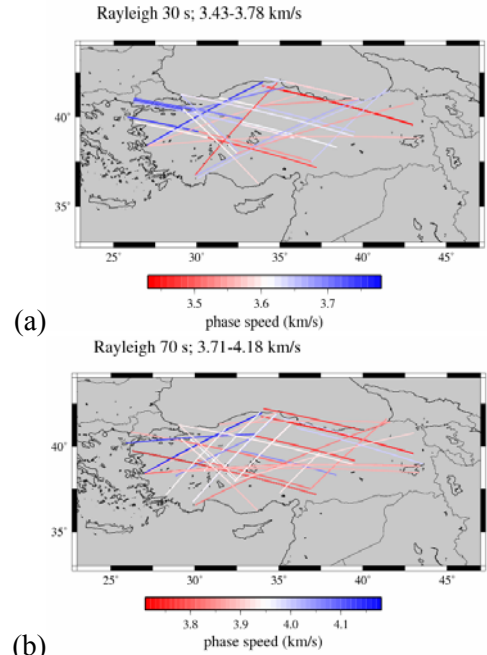 Rayleigh 30 s; 3.43-3.78 km/s
40˚
35˚
25˚ 30˚ 35˚ 40˚ 45˚
3.5 3.6 3.7
phase speed (km/s)
(a)
Rayleigh 70 s; 3.71-4.18 km/s
40˚
35˚
25˚ 30˚ 35˚ 40˚ 45˚
3.8 3.9 4.0 4.1
phase speed (km/s)
(b)